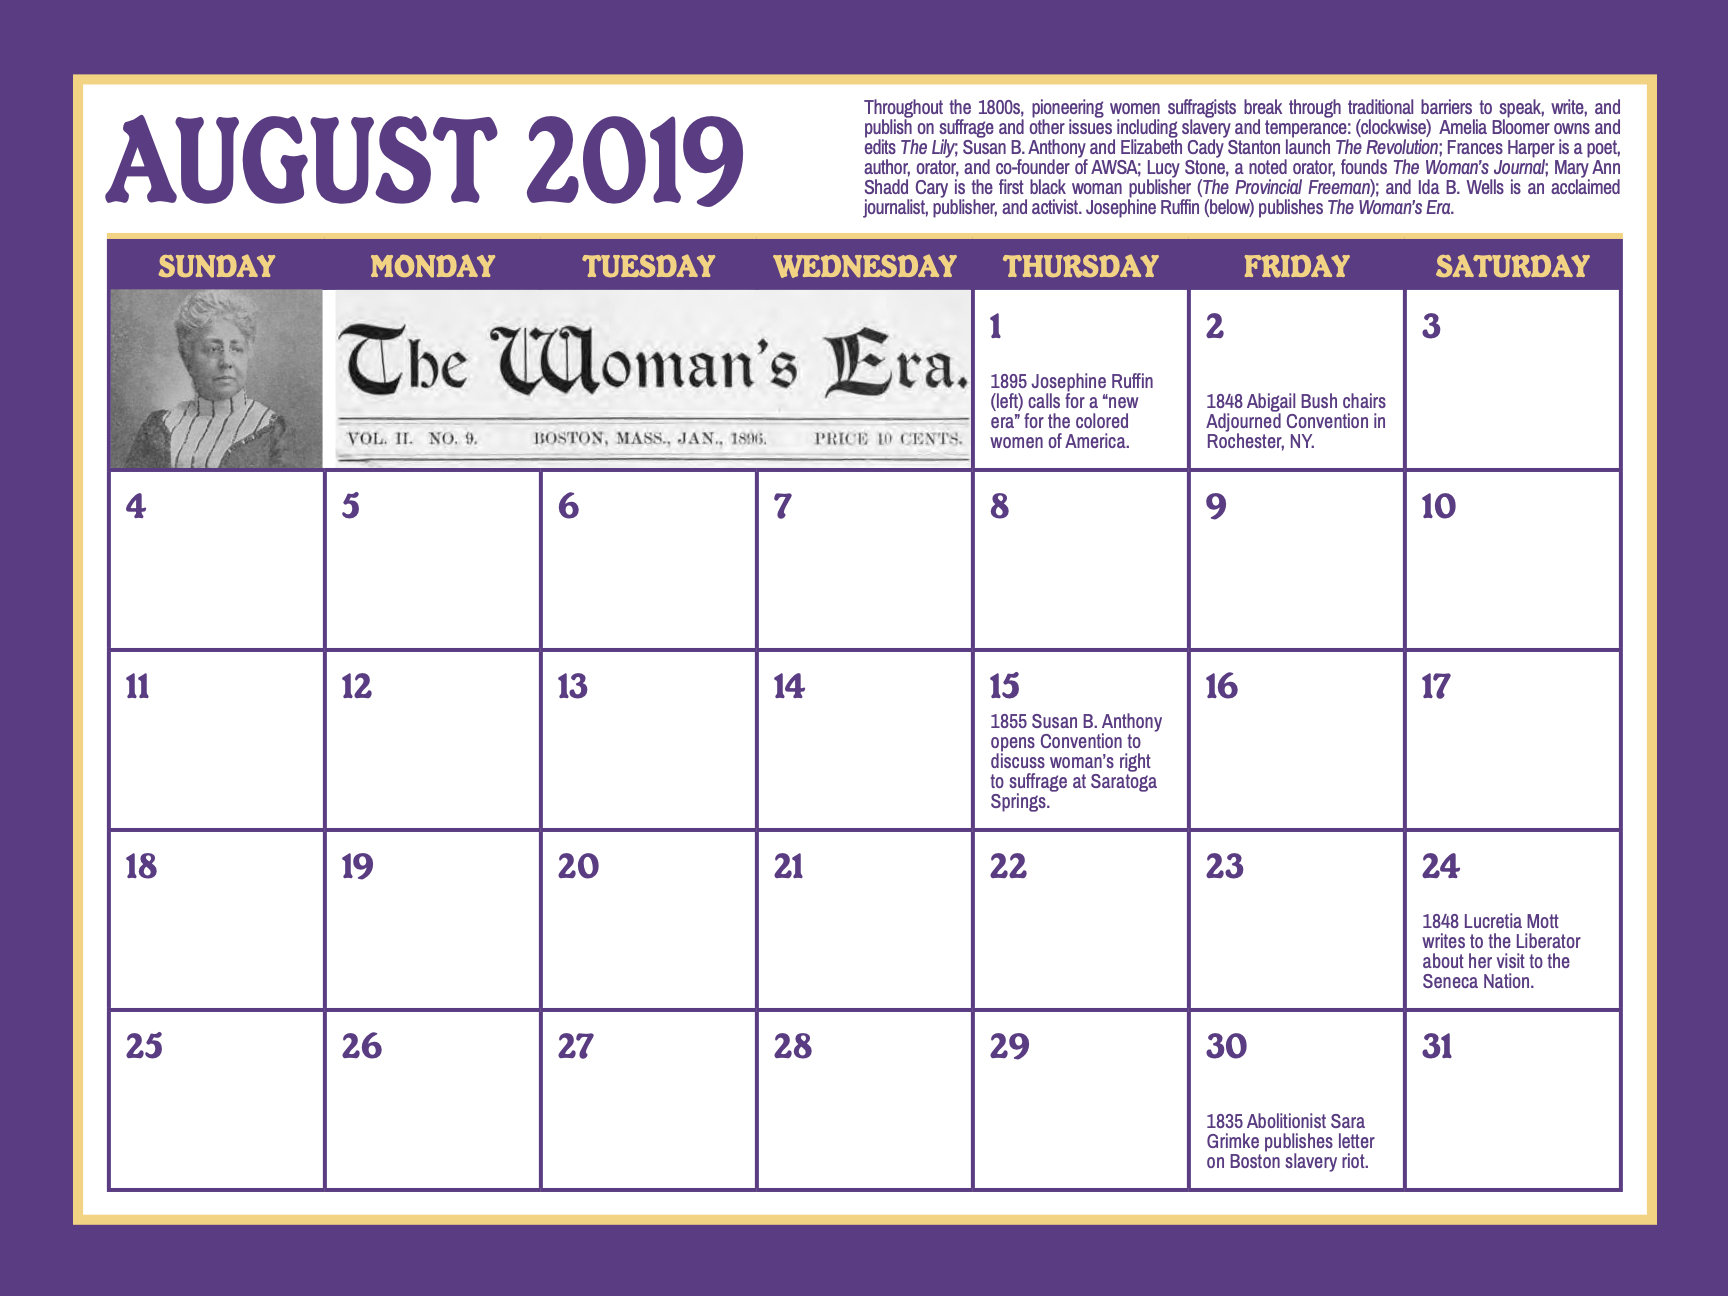 AUGUST 2019
Throughout the 1800s, pioneering women suffragists break through traditional barriers to speak, write, and
publish on suffrage and other issues including slavery and temperance: (clockwise) Amelia Bloomer owns and
edits The Lily; Susan B. Anthony and Elizabeth Cady Stanton launch The Revolution; Frances Harper is a poet,
author, orator, and co-founder of AWSA; Lucy Stone, a noted orator, founds The Woman's Journal; Mary Ann
Shadd Cary is the first black woman publisher (The Provincial Freeman); and Ida B. Wells is an acclaimed
journalist, publisher, and activist. Josephine Ruffin (below) publishes The Woman's Era.
SUNDAY MONDAY TUESDAY WEDNESDAY THURSDAY FRIDAY SATURDAY
The Woman's Era.
VOL. II. NO. 9. BOSTON, MASS., JAN., 1896. PRICE 10 CENTS.
1
1895 Josephine Ruffin
(left) calls for a “new
era” for the colored
women of America.
2
1848 Abigail Bush chairs
Adjourned Convention in
Rochester, NY.
3
4
5
6
7
8
9
10
11
12
13
14
15
1855 Susan B. Anthony
opens Convention to
discuss woman's right
to suffrage at Saratoga
Springs.
16
17
18
19
20
21
22
23
24
1848 Lucretia Mott
writes to the Liberator
about her visit to the
Seneca Nation.
25
26
27
28
29
30
1835 Abolitionist Sara
Grimke publishes letter
on Boston slavery riot.
31